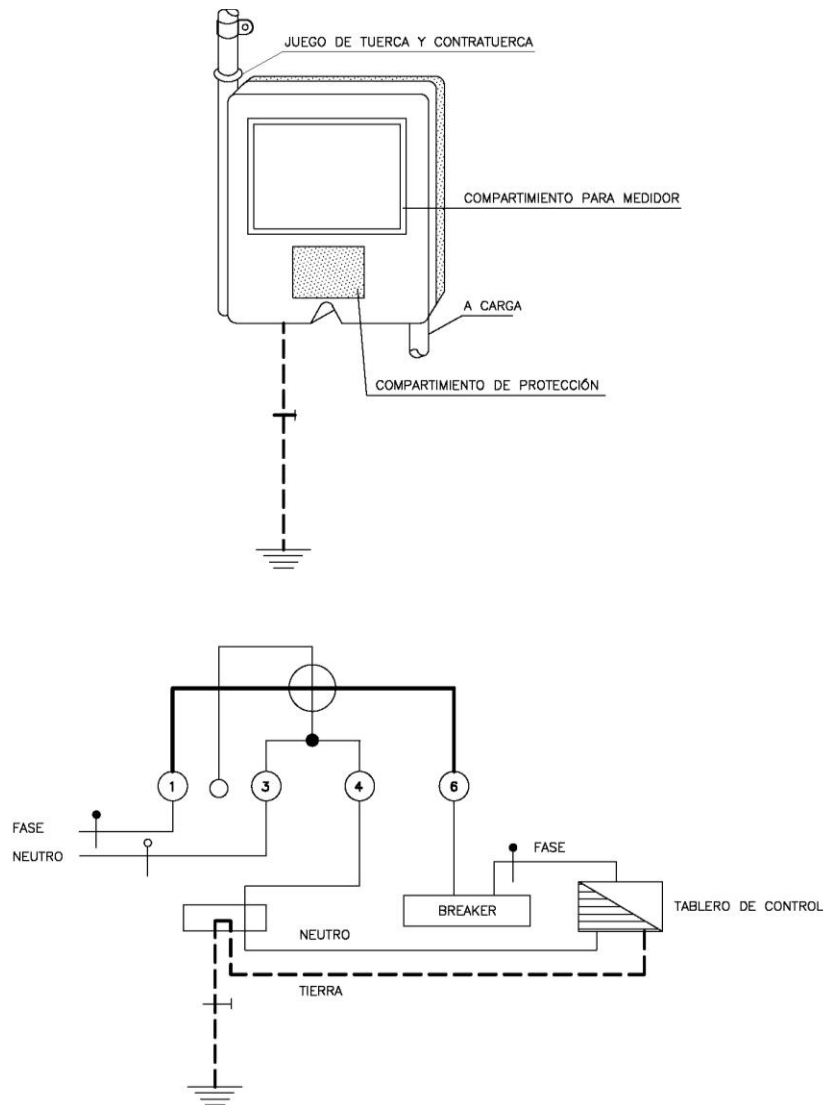 JUEGO DE TUERCA Y CONTRATUERCA
COMPARTIMIENTO PARA MEDIDOR
A CARGA
COMPARTIMIENTO DE PROTECCIÓN
1
3
4
6
FASE
NEUTRO
FASE
BREAKER
TABLERO DE CONTROL
NEUTRO
TIERRA